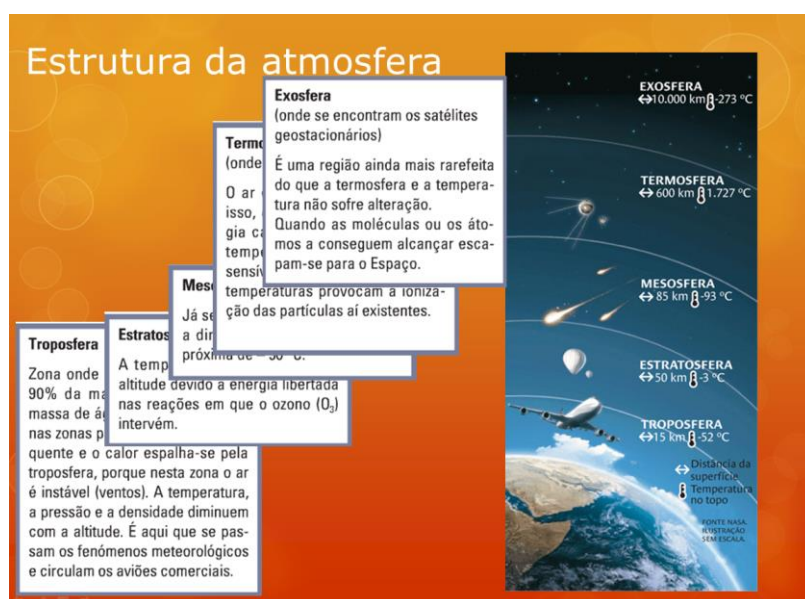 Estrutura da atmosfera
Exosfera
(onde se encontram os satélites
geostacionários)
É uma região ainda mais rarefeita
do que a termosfera e a tempera-
tura não sofre alteração.
Quando as moléculas ou os áto-
mos a conseguem alcançar esca-
pam-se para o Espaço.
Termo
(onde
O ar
isso,
gia
tempe
sensív
temperaturas provocam a ioniza-
ção das partículas aí existentes.
Meso
Já se
a di
próxima de – 90 °C.
Estratos
A temp
altitude devido à energia libertada
nas reações em que o ozono (O₃)
intervém.
Troposfera
Zona onde
90% da ma
massa de ág
nas zonas p
quente e o calor espalha-se pela
troposfera, porque nesta zona o ar
é instável (ventos). A temperatura,
a pressão e a densidade diminuem
com a altitude. É aqui que se pas-
sam os fenómenos meteorológicos
e circulam os aviões comerciais.
EXOSFERA
10.000 km -273 °C
TERMOSFERA
600 km 1.727 °C
MESOSFERA
85 km -93 °C
ESTRATOSFERA
50 km -3 °C
TROPOSFERA
15 km -52 °C
Distância da
superfície
Temperatura
no topo
FONTE NASA.
ILUSTRAÇÃO
SEM ESCALA.